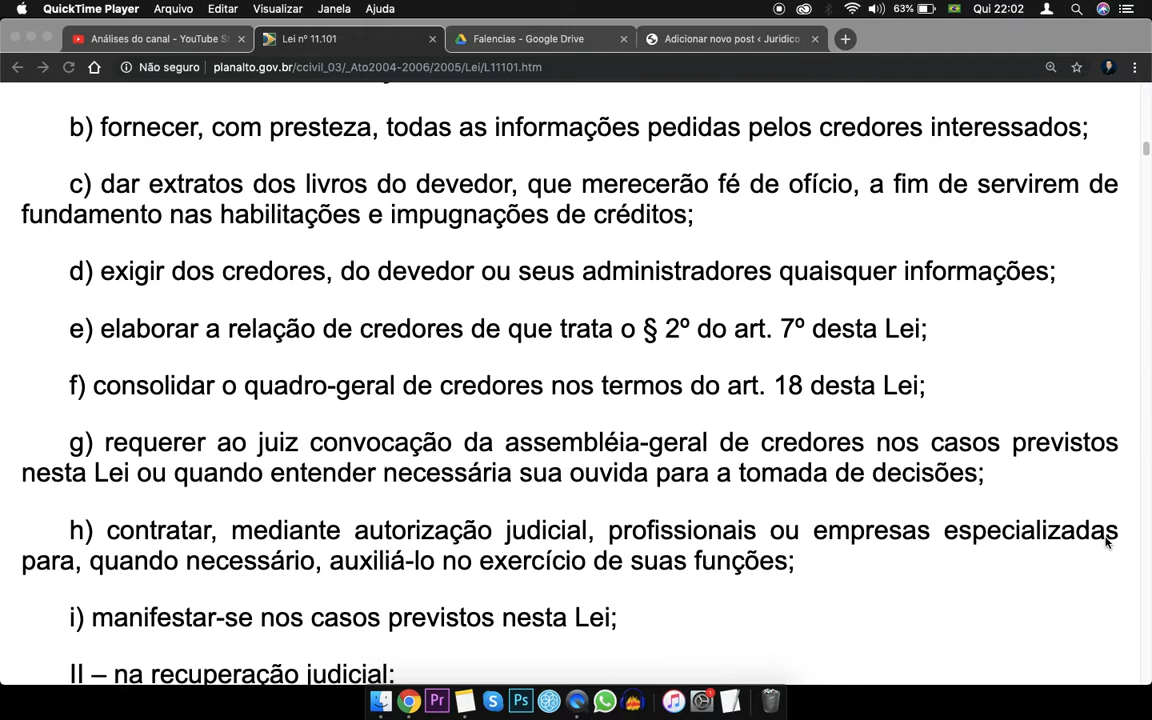 QuickTime Player Arquivo Editar Visualizar Janela Ajuda 63% Qui 22:02
Análises do canal - YouTube S Lei nº 11.101 Falencias - Google Drive Adicionar novo post ‹ Juridico
Não seguro planalto.gov.br/ccivil_03/_Ato2004-2006/2005/Lei/L11101.htm
b) fornecer, com presteza, todas as informações pedidas pelos credores interessados;
c) dar extratos dos livros do devedor, que merecerão fé de ofício, a fim de servirem de
fundamento nas habilitações e impugnações de créditos;
d) exigir dos credores, do devedor ou seus administradores quaisquer informações;
e) elaborar a relação de credores de que trata o § 2º do art. 7º desta Lei;
f) consolidar o quadro-geral de credores nos termos do art. 18 desta Lei;
g) requerer ao juiz convocação da assembléia-geral de credores nos casos previstos
nesta Lei ou quando entender necessária sua ouvida para a tomada de decisões;
h) contratar, mediante autorização judicial, profissionais ou empresas especializadas
para, quando necessário, auxiliá-lo no exercício de suas funções;
i) manifestar-se nos casos previstos nesta Lei;
II – na recuperação judicial:
Pr Ps